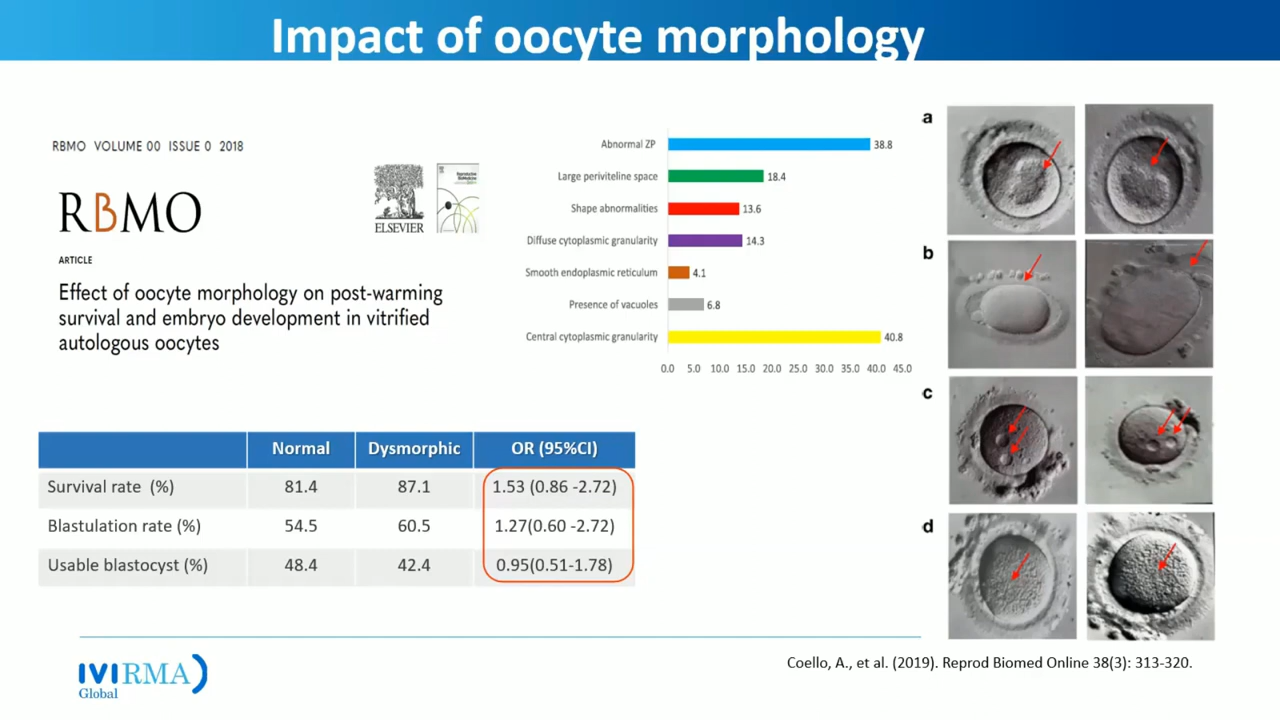 Impact of oocyte morphology
RBMO VOLUME 00 ISSUE 0 2018
RBMO
ELSEVIER
ARTICLE
Effect of oocyte morphology on post-warming
survival and embryo development in vitrified
autologous oocytes
Abnormal ZP 38.8
Large periviteline space 18.4
Shape abnormalities 13.6
Diffuse cytoplasmic granularity 14.3
Smooth endoplasmic reticulum 4.1
Presence of vacuoles 6.8
Central cytoplasmic granularity 40.8
0.0 5.0 10.0 15.0 20.0 25.0 30.0 35.0 40.0 45.0
a
b
c
d
Normal Dysmorphic OR (95%CI)
Survival rate (%) 81.4 87.1 1.53 (0.86 -2.72)
Blastulation rate (%) 54.5 60.5 1.27(0.60 -2.72)
Usable blastocyst (%) 48.4 42.4 0.95(0.51-1.78)
IVIRMA
Global
Coello, A., et al. (2019). Reprod Biomed Online 38(3): 313-320.